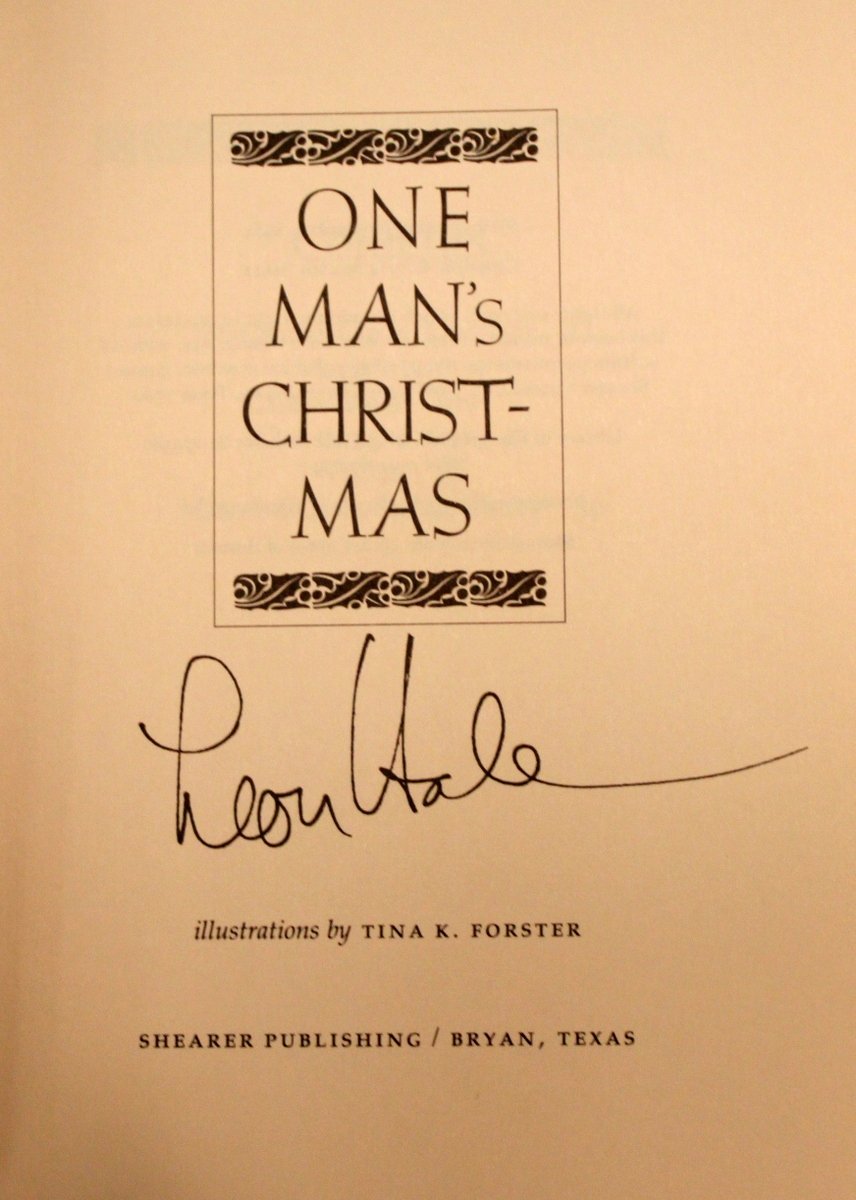 ONE
MAN's
CHRIST-
MAS
Leon Hale
illustrations by TINA K. FORSTER
SHEARER PUBLISHING / BRYAN, TEXAS